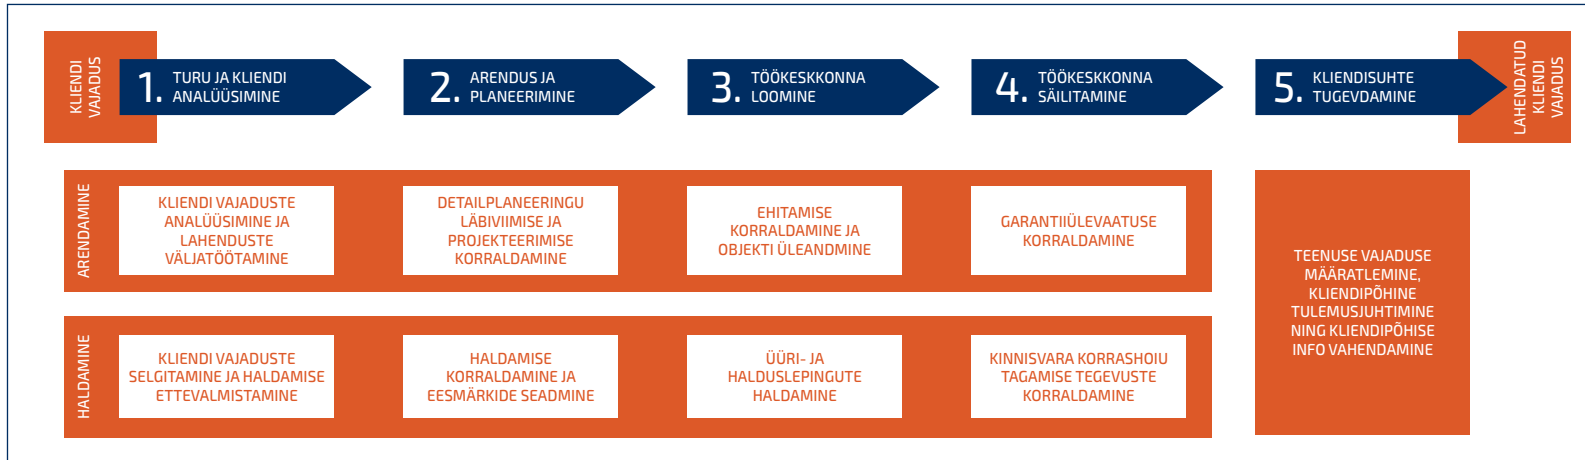 KLIENDI
VAJADUS
1. TURU JA KLIENDI
ANALÜÜSIMINE
2. ARENDUS JA
PLANEERIMINE
3. TÖÖKESKKONNA
LOOMINE
4. TÖÖKESKKONNA
SÄILITAMINE
5. KLIENDISUHTE
TUGEVDAMINE
LAHENDATUD
KLIENDI
VAJADUS
ARENDAMINE
KLIENDI VAJADUSTE
ANALÜÜSIMINE JA
LAHENDUSTE
VÄLJATÖÖTAMINE
DETAILPLANEERINGU
LÄBIVIIMISE JA
PROJEKTEERIMISE
KORRALDAMINE
EHITAMISE
KORRALDAMINE JA
OBJEKTI ÜLEANDMINE
GARANTIIÜLEVAATUSE
KORRALDAMINE
TEENUSE VAJADUSE
MÄÄRATLEMINE,
KLIENDIPÕHINE
TULEMUSJUHTIMINE
NING KLIENDIPÕHISE
INFO VAHENDAMINE
HALDAMINE
KLIENDI VAJADUSTE
SELGITAMINE JA HALDAMISE
ETTEVALMISTAMINE
HALDAMISE
KORRALDAMINE JA
EESMÄRKIDE SEADMINE
ÜÜRI- JA
HALDUSLEPINGUTE
HALDAMINE
KINNISVARA KORRASHOIU
TAGAMISE TEGEVUSTE
KORRALDAMINE